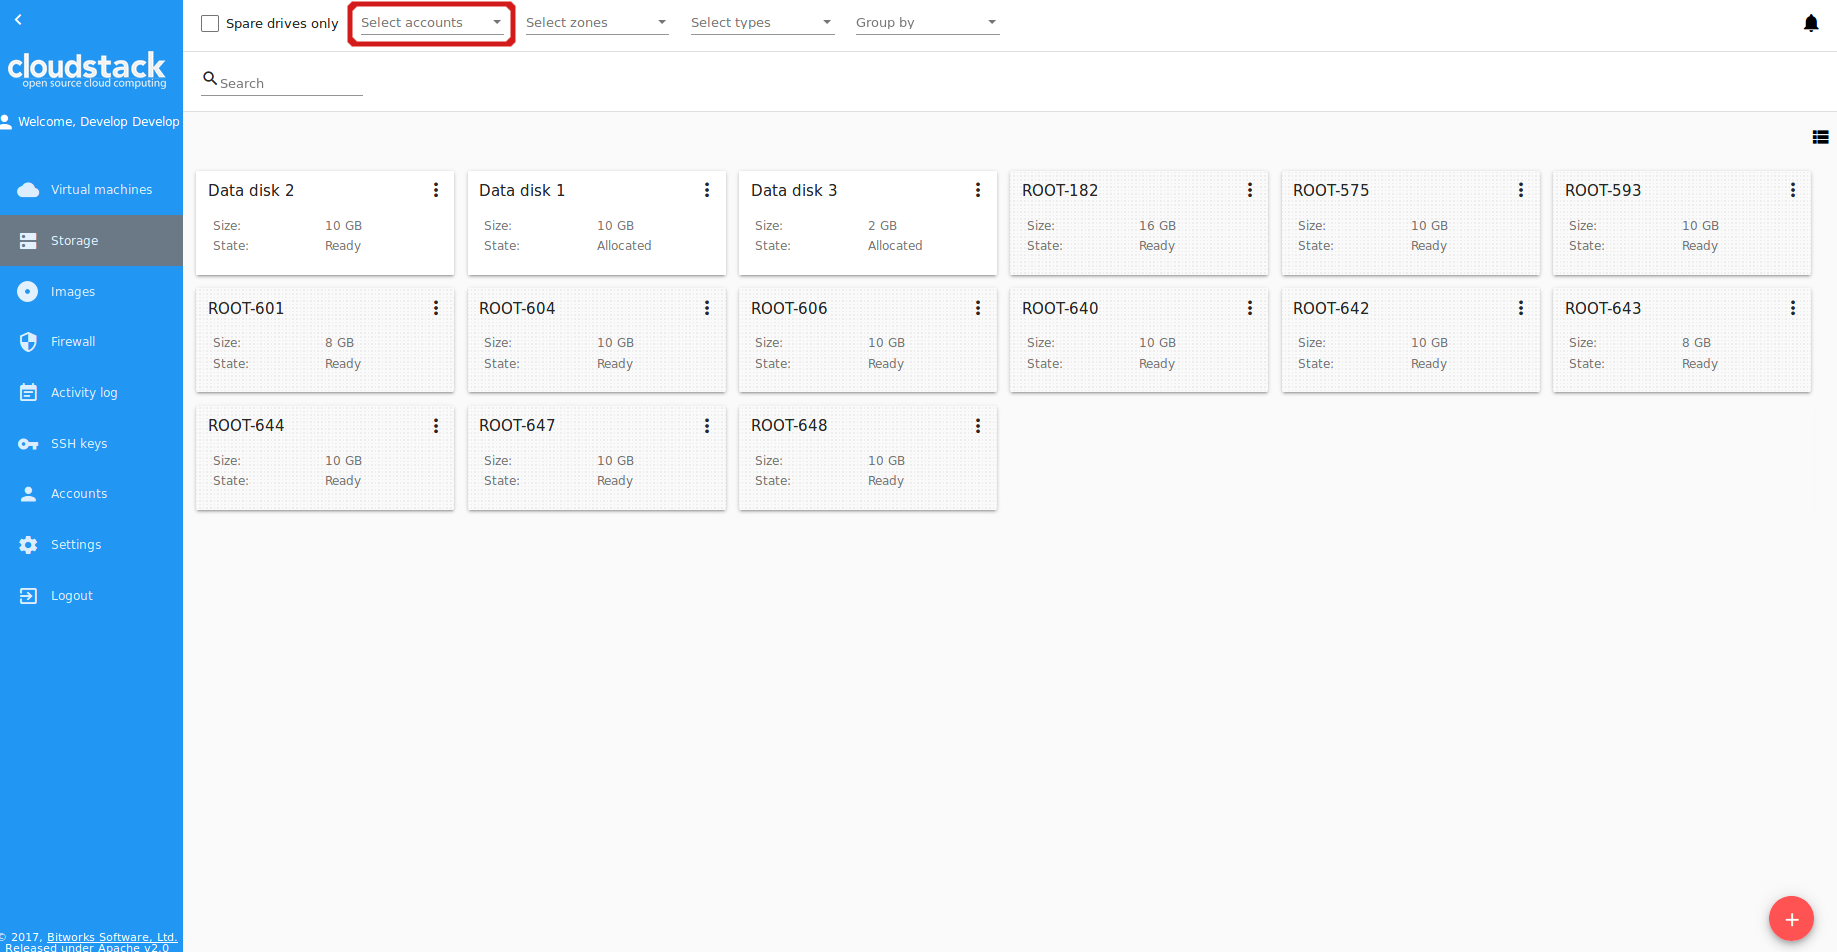 Spare drives only Select accounts Select zones Select types Group by
cloudstack
open source cloud computing
Search
Welcome, Develop Develop
Virtual machines
Storage
Images
Firewall
Activity log
SSH keys
Accounts
Settings
Logout
Data disk 2 Data disk 1 Data disk 3 ROOT-182 ROOT-575 ROOT-593
Size: 10 GB Size: 10 GB Size: 2 GB Size: 16 GB Size: 10 GB Size: 10 GB
State: Ready State: Allocated State: Allocated State: Ready State: Ready State: Ready
ROOT-601 ROOT-604 ROOT-606 ROOT-640 ROOT-642 ROOT-643
Size: 8 GB Size: 10 GB Size: 10 GB Size: 10 GB Size: 10 GB Size: 8 GB
State: Ready State: Ready State: Ready State: Ready State: Ready State: Ready
ROOT-644 ROOT-647 ROOT-648
Size: 10 GB Size: 10 GB Size: 10 GB
State: Ready State: Ready State: Ready
© 2017, Bitworks Software, Ltd.
Released under Apache v2.0